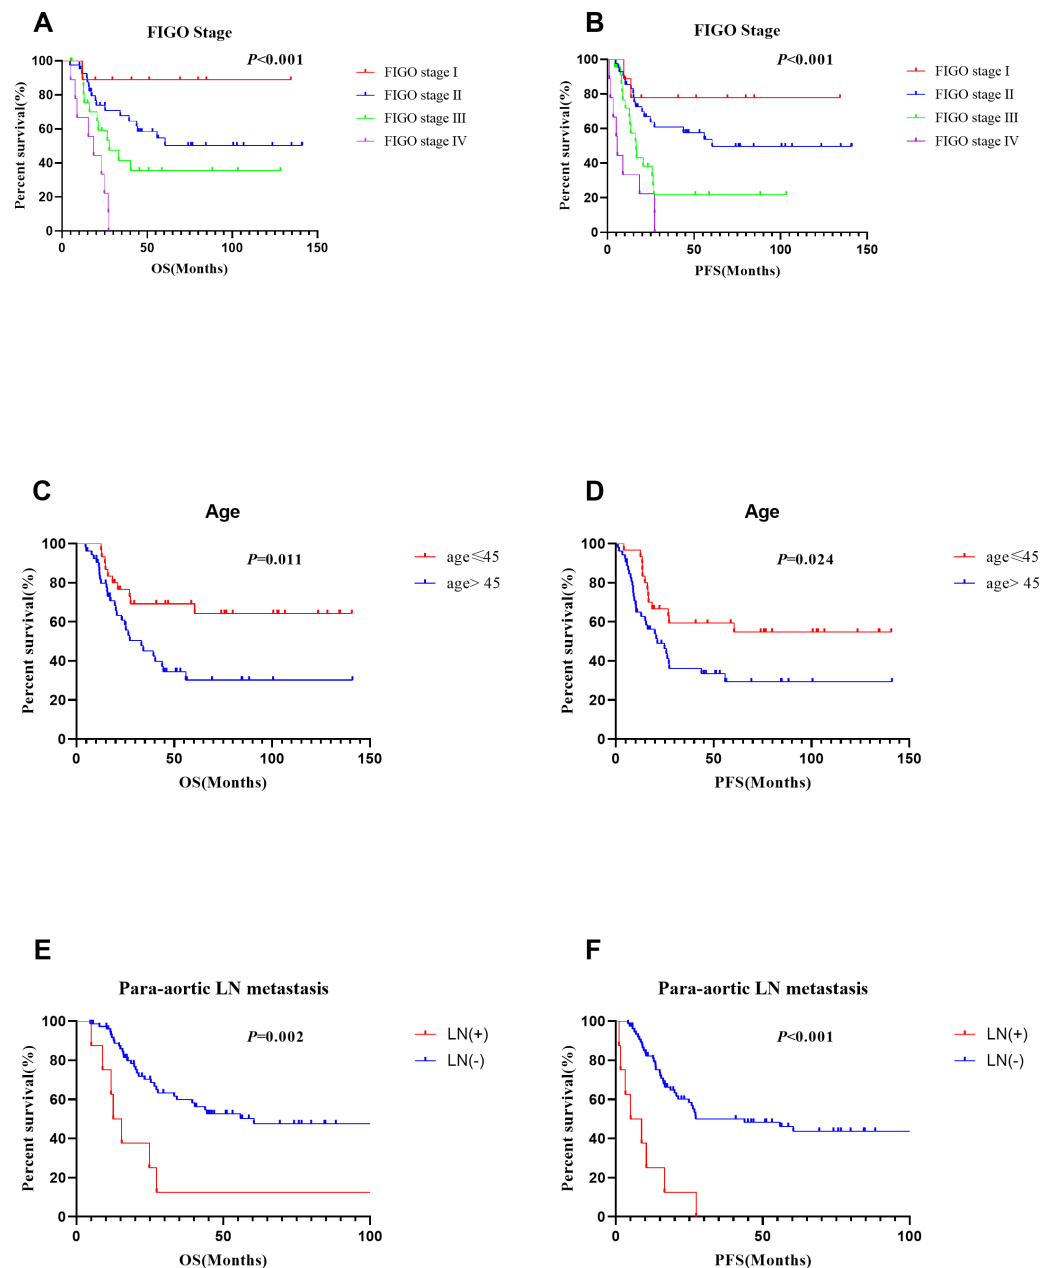 A
FIGO Stage
P<0.001
Percent survival(%)
100
80
60
40
20
0
0 50 100 150
OS(Months)
FIGO stage I
FIGO stage II
FIGO stage III
FIGO stage IV
B
FIGO Stage
P<0.001
Percent survival(%)
100
80
60
40
20
0
0 50 100 150
PFS(Months)
FIGO stage I
FIGO stage II
FIGO stage III
FIGO stage IV
C
Age
P=0.011
Percent survival(%)
100
80
60
40
20
0
0 50 100 150
OS(Months)
age≤45
age> 45
D
Age
P=0.024
Percent survival(%)
100
80
60
40
20
0
0 50 100 150
PFS(Months)
age≤45
age> 45
E
Para-aortic LN metastasis
P=0.002
Percent survival(%)
100
80
60
40
20
0
0 50 100
OS(Months)
LN(+)
LN(-)
F
Para-aortic LN metastasis
P<0.001
Percent survival(%)
100
80
60
40
20
0
0 50 100
PFS(Months)
LN(+)
LN(-)